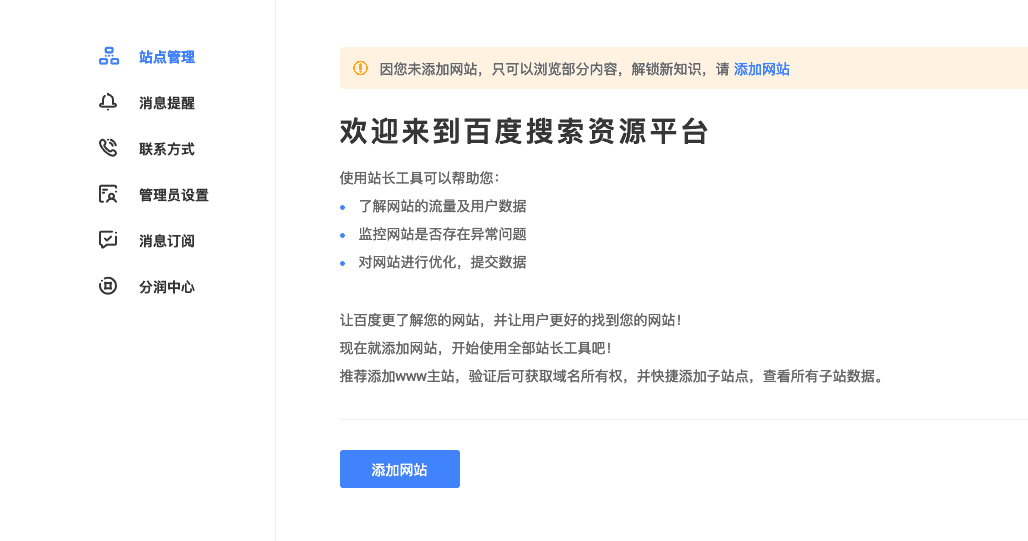 站点管理
消息提醒
联系方式
管理员设置
消息订阅
分润中心
因您未添加网站，只可以浏览部分内容，解锁新知识，请 添加网站
欢迎来到百度搜索资源平台
使用站长工具可以帮助您：
了解网站的流量及用户数据
监控网站是否存在异常问题
对网站进行优化，提交数据
让百度更了解您的网站，并让用户更好的找到您的网站！
现在就添加网站，开始使用全部站长工具吧！
推荐添加www主站，验证后可获取域名所有权，并快捷添加子站点，查看所有子站数据。
添加网站